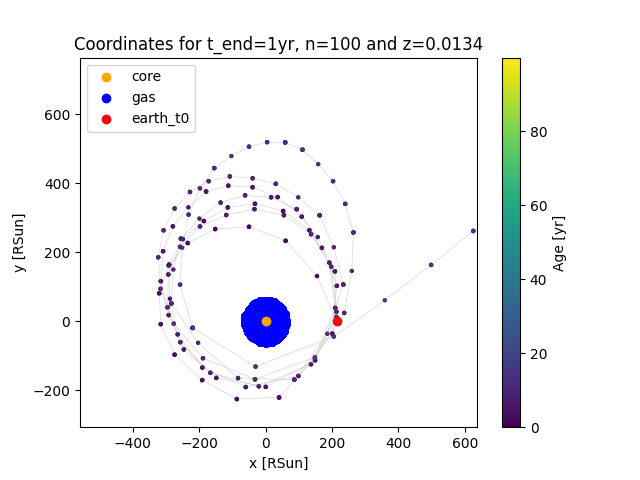 Coordinates for t_end=1yr, n=100 and z=0.0134
core
gas
earth_t0
600
400
200
0
−200
y [RSun]
−400
−200
0
200
400
600
x [RSun]
80
60
40
20
0
Age [yr]